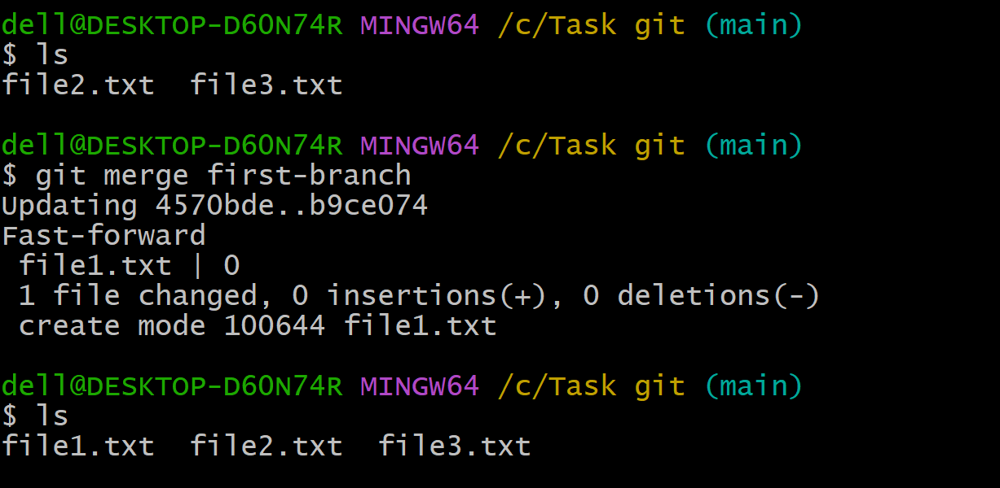 dell@DESKTOP-D6ON74R MINGW64 /c/Task git (main)
$ ls
file2.txt  file3.txt
dell@DESKTOP-D6ON74R MINGW64 /c/Task git (main)
$ git merge first-branch
Updating 4570bde..b9ce074
Fast-forward
 file1.txt | 0
 1 file changed, 0 insertions(+), 0 deletions(-)
 create mode 100644 file1.txt
dell@DESKTOP-D6ON74R MINGW64 /c/Task git (main)
$ ls
file1.txt  file2.txt  file3.txt